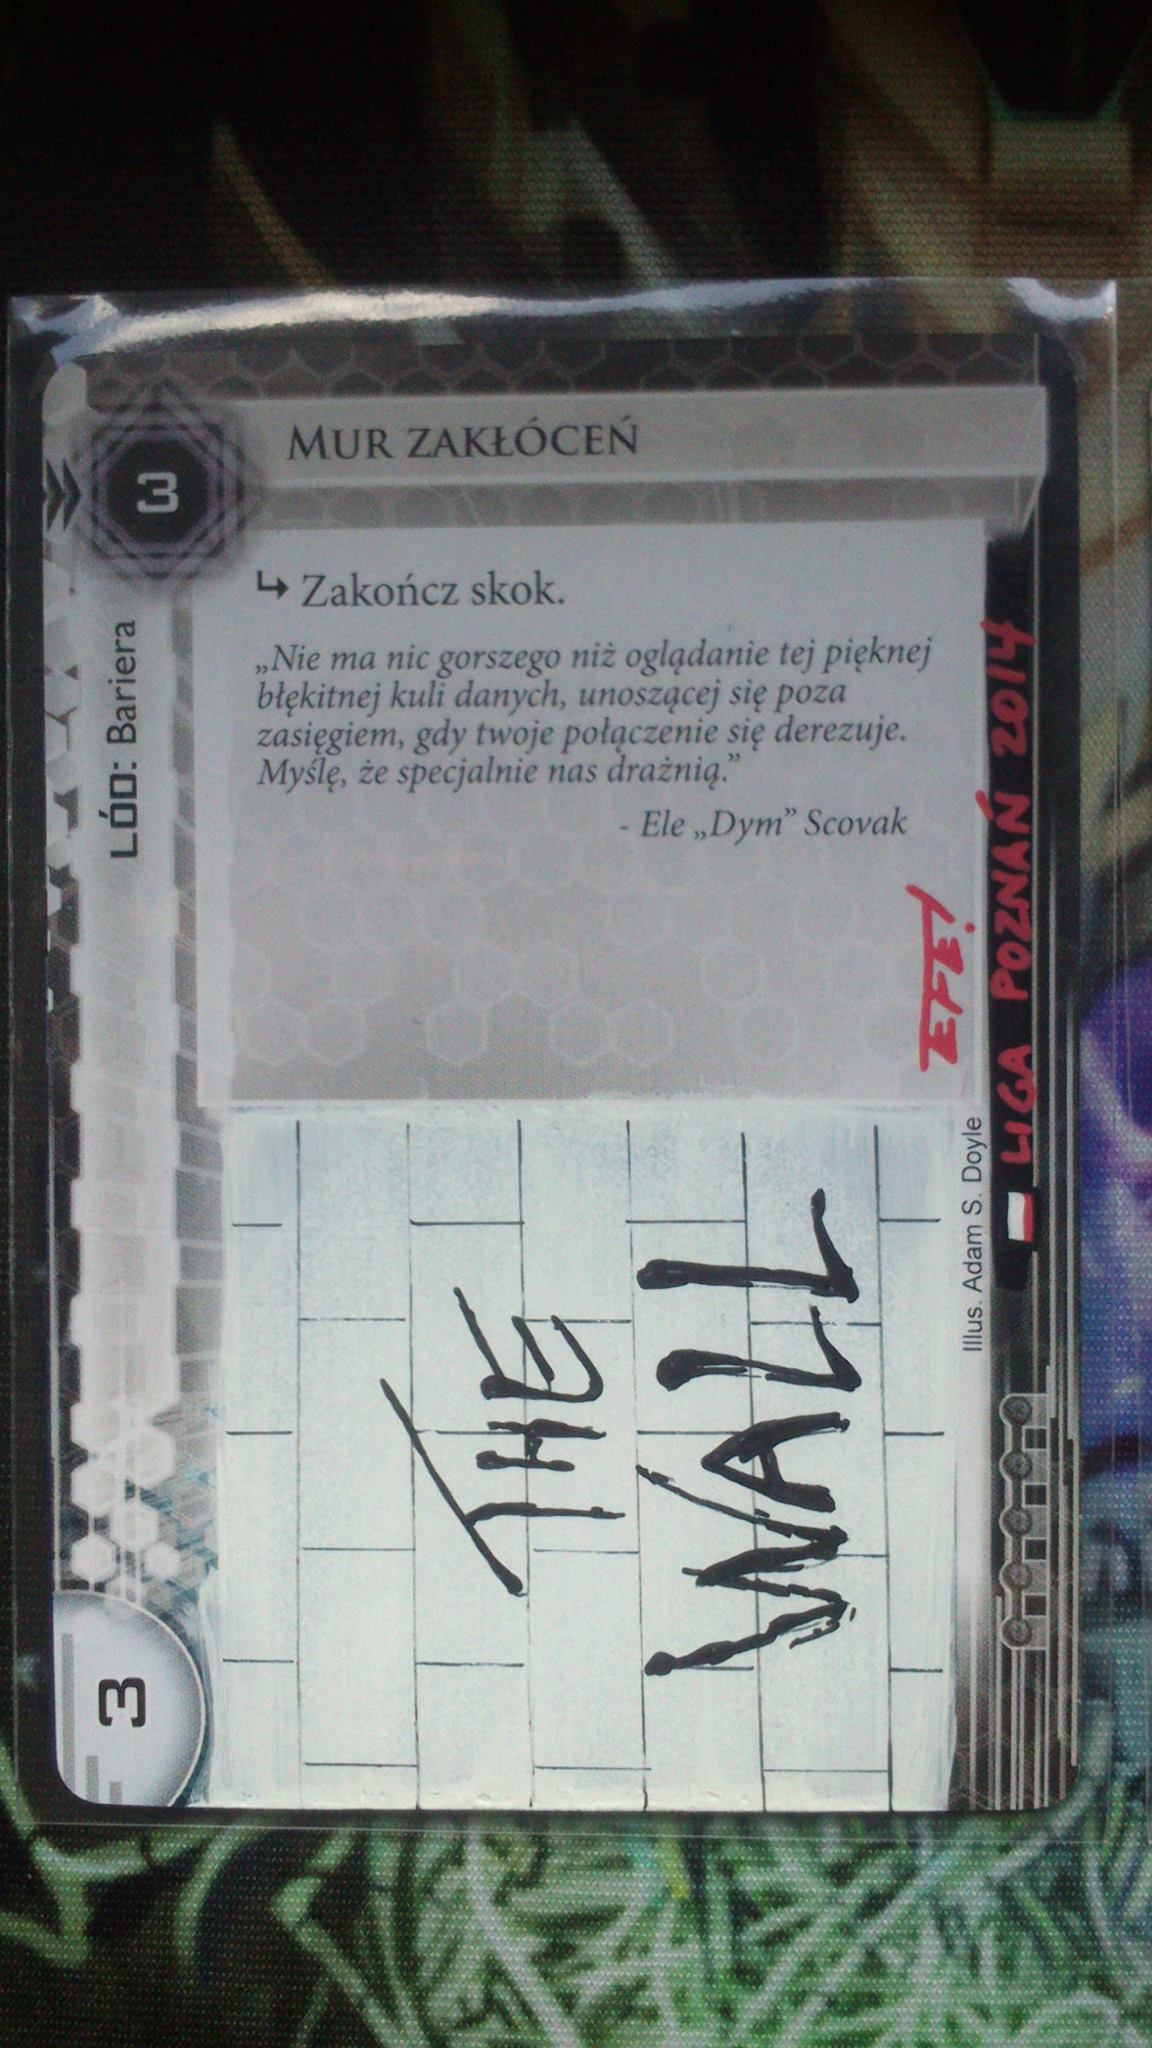 3
MUR ZAKŁÓCEŃ
LÓD: Bariera
↳ Zakończ skok.
„Nie ma nic gorszego niż oglądanie tej pięknej
błękitnej kuli danych, unoszącej się poza
zasięgiem, gdy twoje połączenie się derezuje.
Myślę, że specjalnie nas drażnią.”
- Ele „Dym” Scovak
EFE!
LIGA POZNAŃ 2014
Illus. Adam S. Doyle
THE
WALL
3